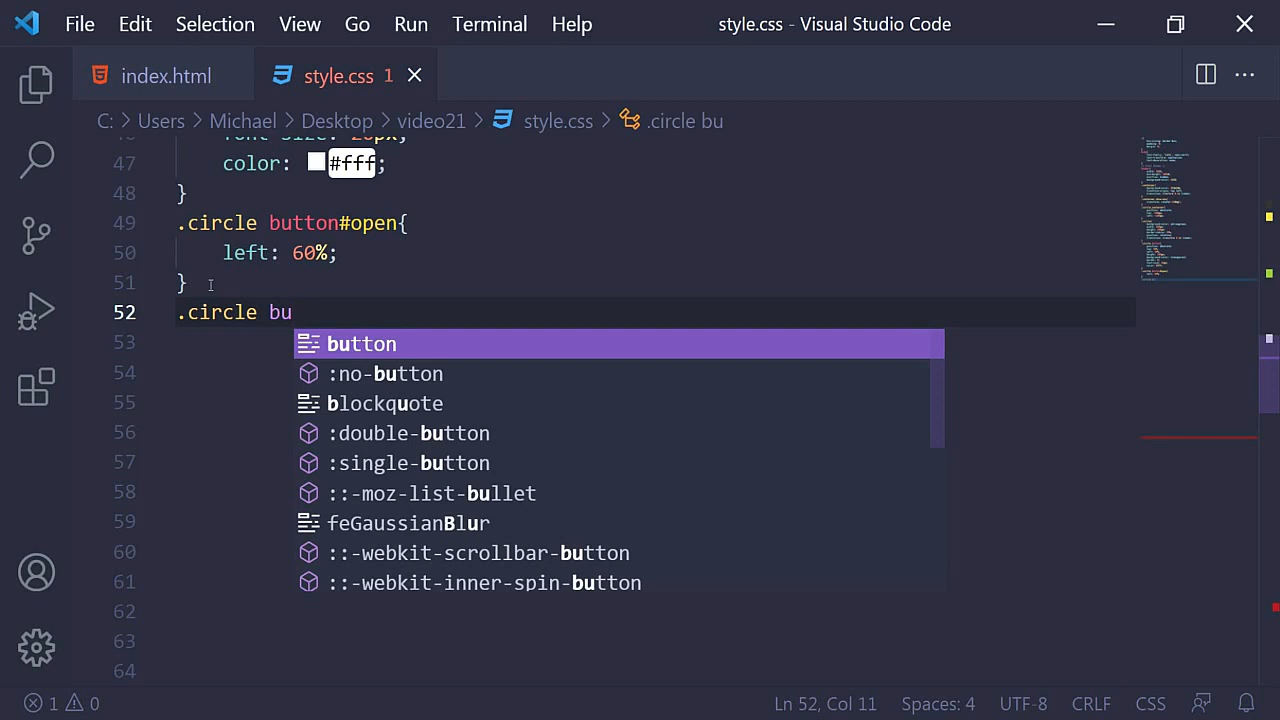 File Edit Selection View Go Run Terminal Help style.css - Visual Studio Code
index.html style.css 1
C: > Users > Michael > Desktop > video21 > style.css > .circle bu
47 color: #fff;
48 }
49 .circle button#open{
50 left: 60%;
51 }
52 .circle bu
53 button
54 :no-button
55 blockquote
56 :double-button
57 :single-button
58 ::-moz-list-bullet
59 feGaussianBlur
60 ::-webkit-scrollbar-button
61 ::-webkit-inner-spin-button
62
63
64
1 0 Ln 52, Col 11 Spaces: 4 UTF-8 CRLF CSS